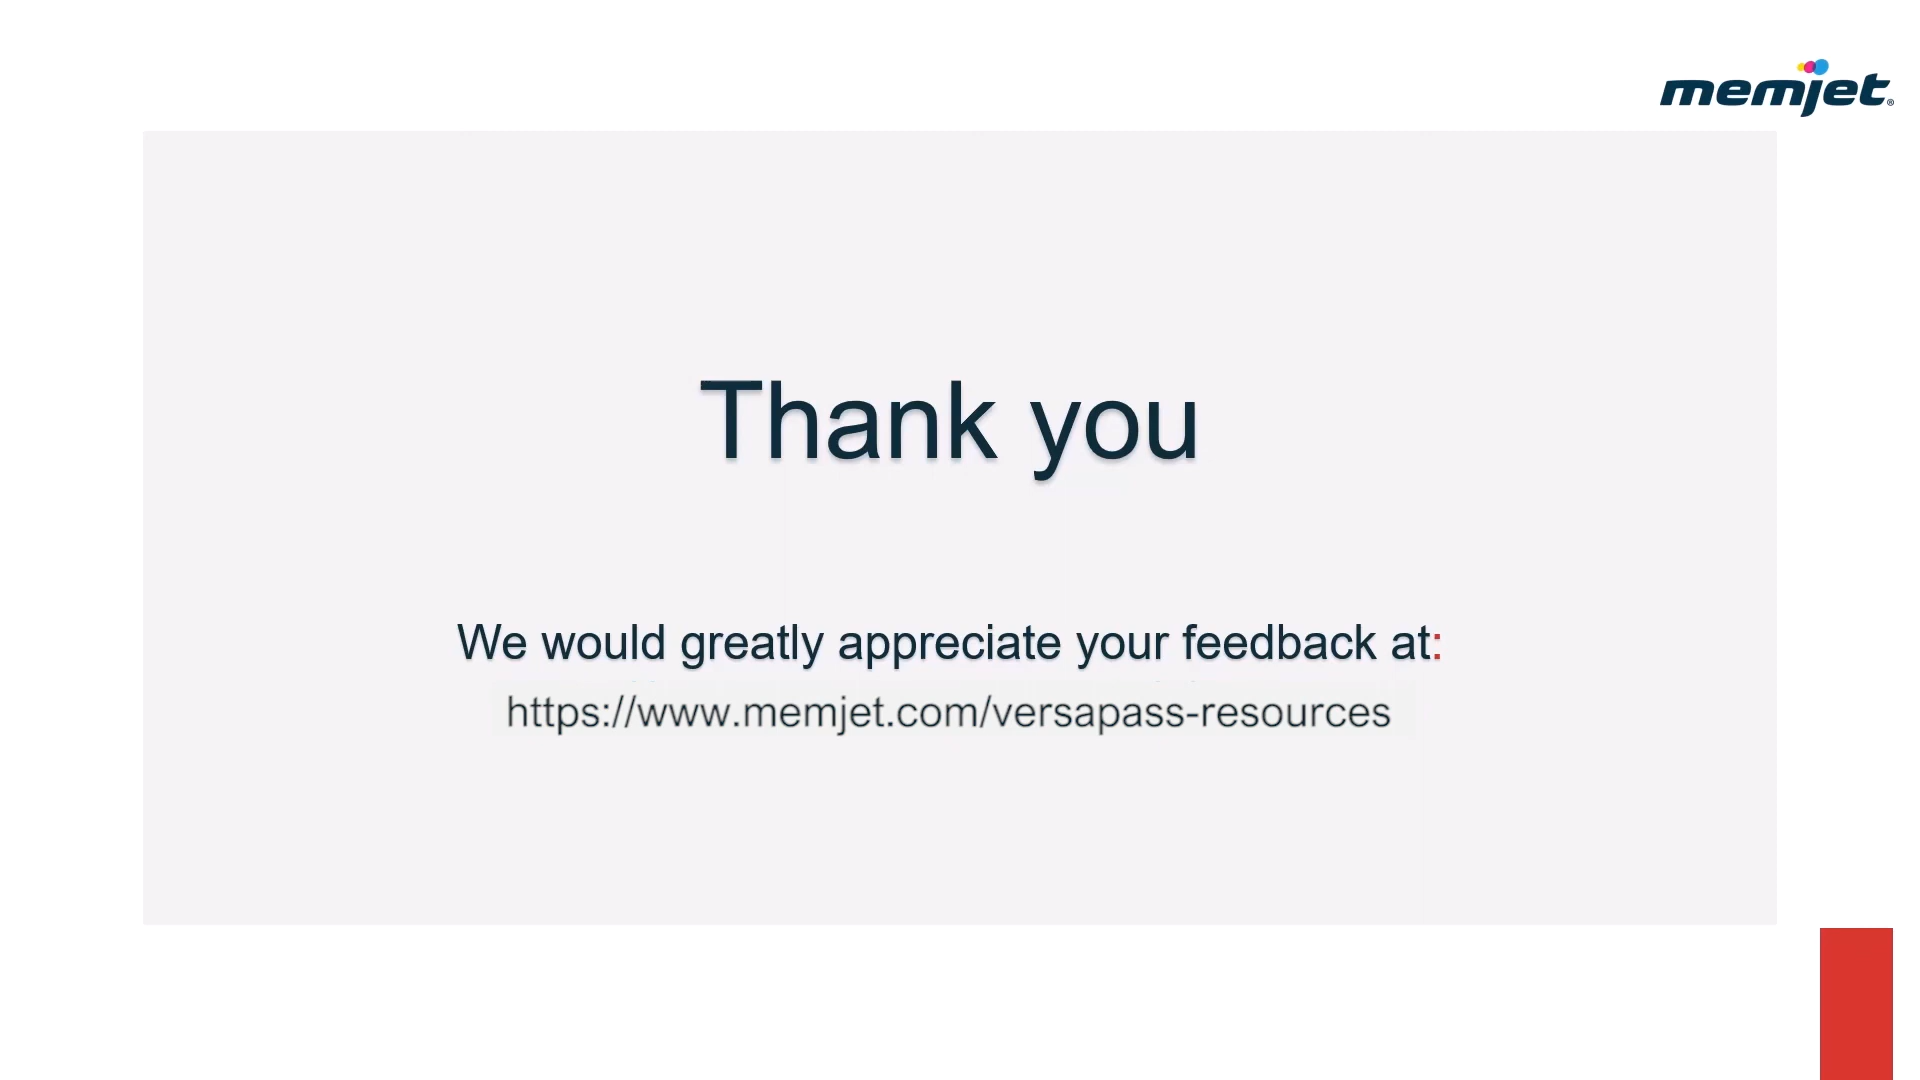 memjet®
Thank you
We would greatly appreciate your feedback at:
https://www.memjet.com/versapass-resources